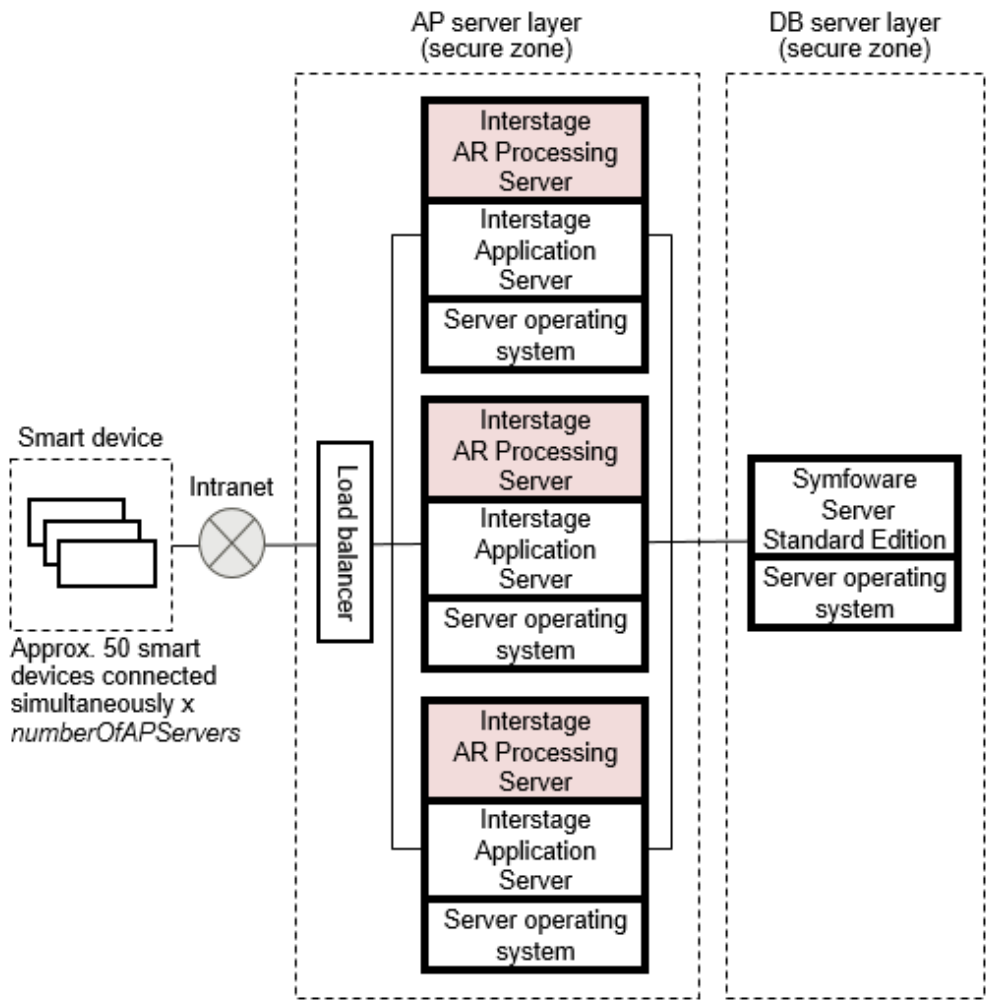 AP server layer
(secure zone)
DB server layer
(secure zone)
Interstage
AR Processing
Server
Interstage
Application
Server
Server operating
system
Smart device
Intranet
Load balancer
Interstage
AR Processing
Server
Interstage
Application
Server
Server operating
system
Symfoware
Server
Standard Edition
Server operating
system
Approx. 50 smart
devices connected
simultaneously x
numberOfAPServers
Interstage
AR Processing
Server
Interstage
Application
Server
Server operating
system